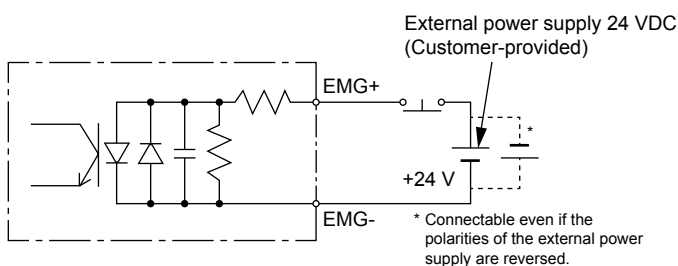 External power supply 24 VDC
(Customer-provided)
EMG+
*
+24 V
EMG-
* Connectable even if the
polarities of the external power
supply are reversed.